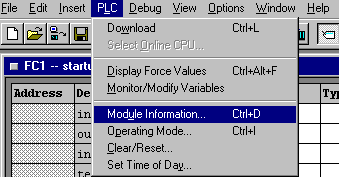 File Edit Insert PLC Debug View Options Window Help
Download Ctrl+L
Select Online CPU...
FC1 -- startu
Display Force Values Ctrl+Alt+F
Monitor/Modify Variables
Address De Typ
in Module Information... Ctrl+D
ou Operating Mode... Ctrl+I
in Clear/Reset...
te Set Time of Day...